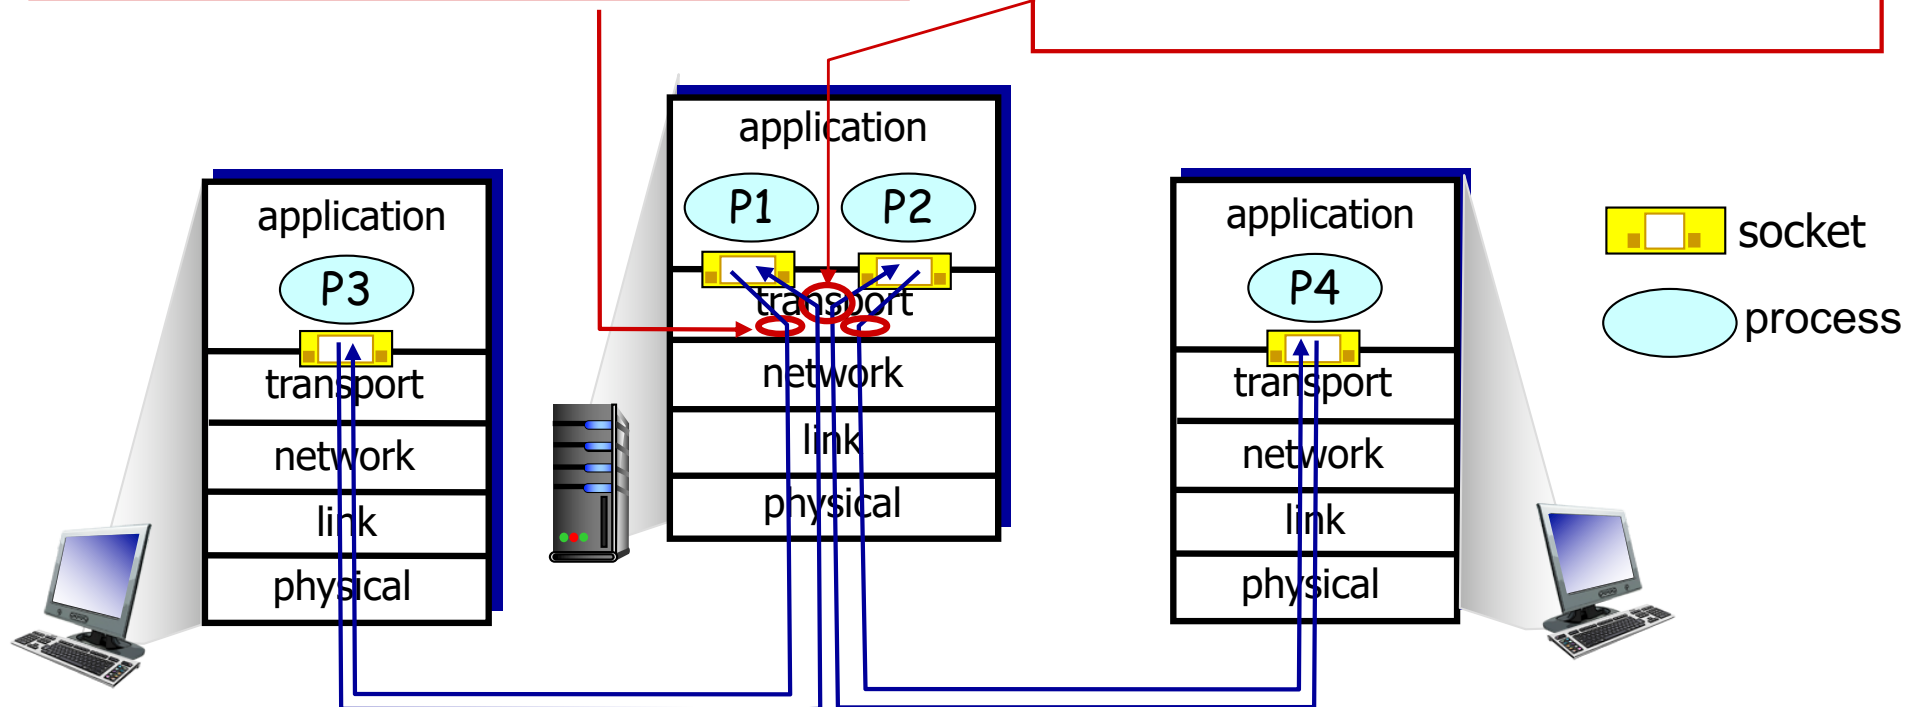 application
P3
transport
network
link
physical
application
P1
P2
transport
network
link
physical
application
P4
transport
network
link
physical
socket
process